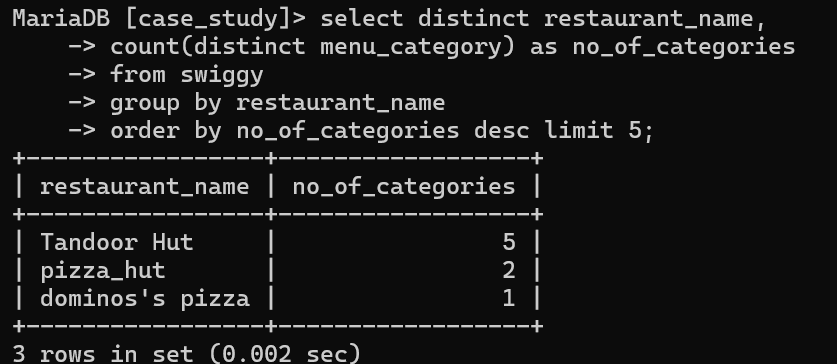 MariaDB [case_study]> select distinct restaurant_name,
    -> count(distinct menu_category) as no_of_categories
    -> from swiggy
    -> group by restaurant_name
    -> order by no_of_categories desc limit 5;
+-----------------+------------------+
| restaurant_name | no_of_categories |
+-----------------+------------------+
| Tandoor Hut     |                5 |
| pizza_hut       |                2 |
| dominos's pizza |                1 |
+-----------------+------------------+
3 rows in set (0.002 sec)